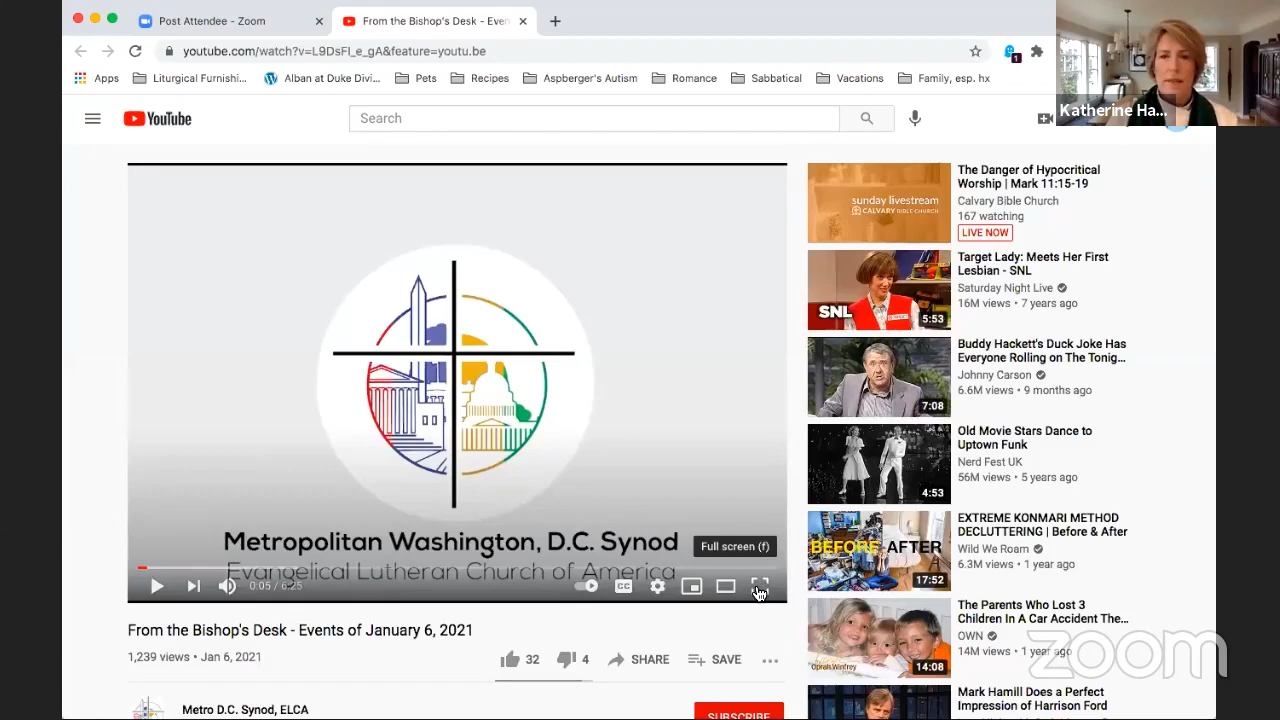 Post Attendee - Zoom
From the Bishop's Desk - Even
youtube.com/watch?v=L9DsFI_e_gA&feature=youtu.be
1
Apps
Liturgical Furnishi...
Alban at Duke Divi...
Pets
Recipes
Aspberger's Autism
Romance
Sabbatical
Vacations
Family, esp. hx
Katherine Ha...
YouTube
Search
Metropolitan Washington, D.C. Synod
Evangelical Lutheran Church of America
Full screen (f)
0:05 / 6:25
CC
From the Bishop's Desk - Events of January 6, 2021
1,239 views • Jan 6, 2021
32
4
SHARE
SAVE
Metro D.C. Synod, ELCA
SUBSCRIBE
sunday livestream
CALVARY BIBLE CHURCH
The Danger of Hypocritical
Worship | Mark 11:15-19
Calvary Bible Church
167 watching
LIVE NOW
SNL
5:53
Target Lady: Meets Her First
Lesbian - SNL
Saturday Night Live
16M views • 7 years ago
7:08
Buddy Hackett's Duck Joke Has
Everyone Rolling on The Tonig...
Johnny Carson
6.6M views • 9 months ago
4:53
Old Movie Stars Dance to
Uptown Funk
Nerd Fest UK
56M views • 5 years ago
BEFORE AFTER
17:52
EXTREME KONMARI METHOD
DECLUTTERING | Before & After
Wild We Roam
6.3M views • 1 year ago
14:08
The Parents Who Lost 3
Children In A Car Accident The...
OWN
14M views • 1 year ago
Mark Hamill Does a Perfect
Impression of Harrison Ford
zoom